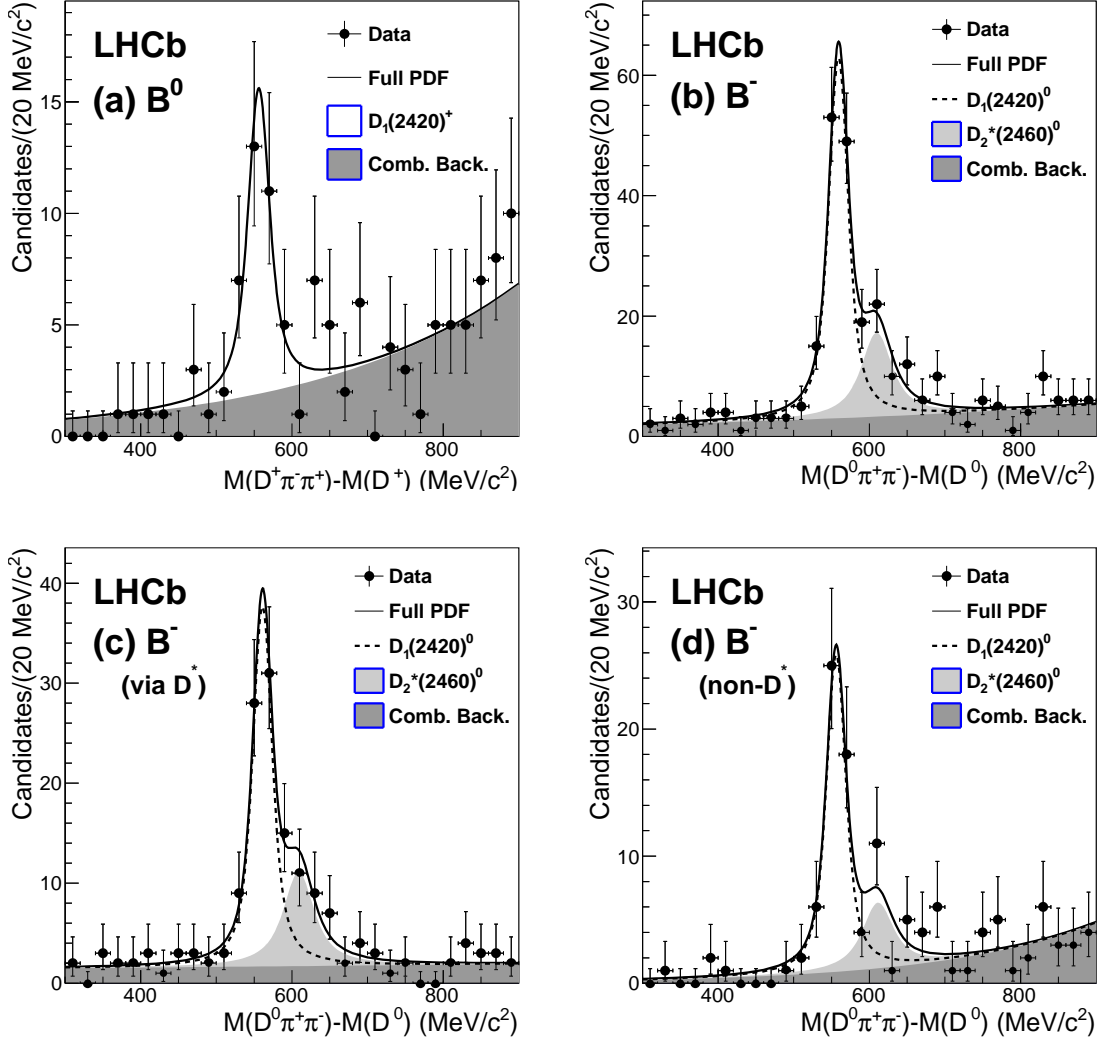 LHCb
(a) B⁰
Data
Full PDF
D₁(2420)⁺
Comb. Back.
Candidates/(20 MeV/c²)
15
10
5
0
400
600
800
M(D⁺π⁻π⁺)-M(D⁺) (MeV/c²)
LHCb
(b) B⁻
Data
Full PDF
D₁(2420)⁰
D₂*(2460)⁰
Comb. Back.
Candidates/(20 MeV/c²)
60
40
20
0
400
600
800
M(D⁰π⁺π⁻)-M(D⁰) (MeV/c²)
LHCb
(c) B⁻
(via D*)
Data
Full PDF
D₁(2420)⁰
D₂*(2460)⁰
Comb. Back.
Candidates/(20 MeV/c²)
40
30
20
10
0
400
600
800
M(D⁰π⁺π⁻)-M(D⁰) (MeV/c²)
LHCb
(d) B⁻
(non-D*)
Data
Full PDF
D₁(2420)⁰
D₂*(2460)⁰
Comb. Back.
Candidates/(20 MeV/c²)
30
20
10
0
400
600
800
M(D⁰π⁺π⁻)-M(D⁰) (MeV/c²)